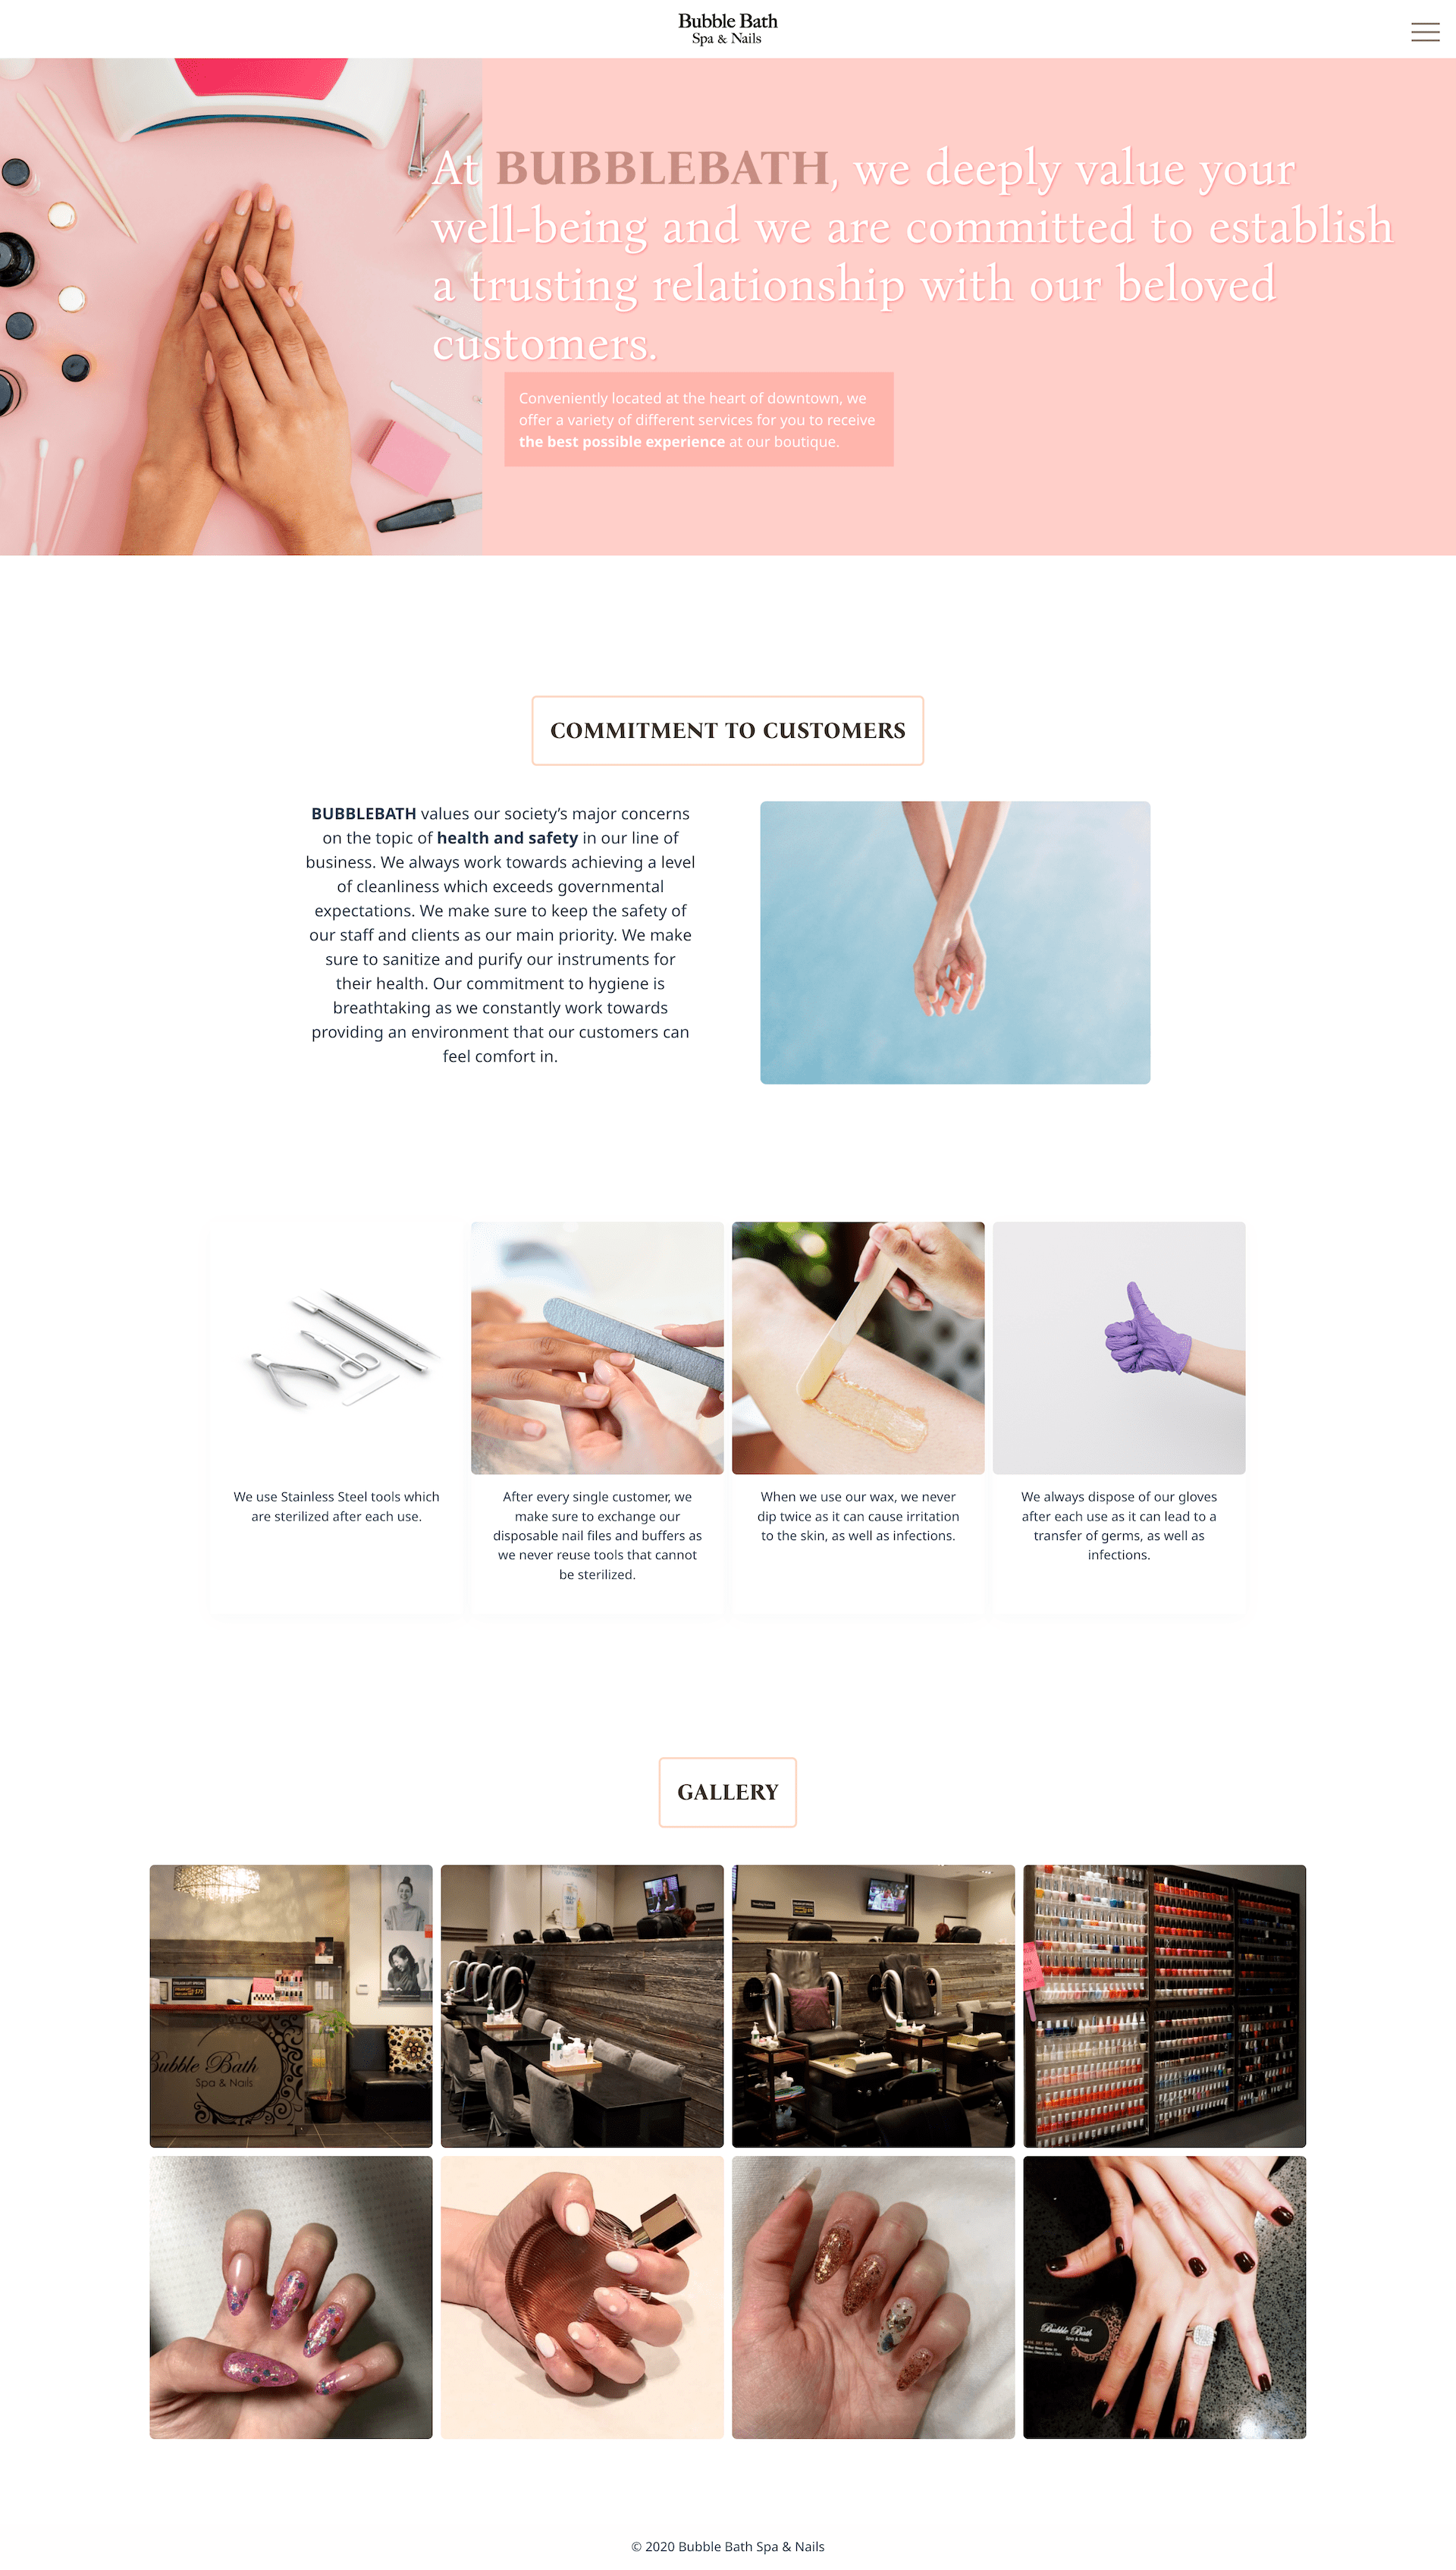 Bubble Bath
Spa & Nails
At BUBBLEBATH, we deeply value your
well-being and we are committed to establish
a trusting relationship with our beloved
customers.
Conveniently located at the heart of downtown, we
offer a variety of different services for you to receive
the best possible experience at our boutique.
COMMITMENT TO CUSTOMERS
BUBBLEBATH values our society’s major concerns
on the topic of health and safety in our line of
business. We always work towards achieving a level
of cleanliness which exceeds governmental
expectations. We make sure to keep the safety of
our staff and clients as our main priority. We make
sure to sanitize and purify our instruments for
their health. Our commitment to hygiene is
breathtaking as we constantly work towards
providing an environment that our customers can
feel comfort in.
We use Stainless Steel tools which
are sterilized after each use.
After every single customer, we
make sure to exchange our
disposable nail files and buffers as
we never reuse tools that cannot
be sterilized.
When we use our wax, we never
dip twice as it can cause irritation
to the skin, as well as infections.
We always dispose of our gloves
after each use as it can lead to a
transfer of germs, as well as
infections.
GALLERY
Bubble Bath
Spa & Nails
Bubble Bath
Spa & Nails
© 2020 Bubble Bath Spa & Nails